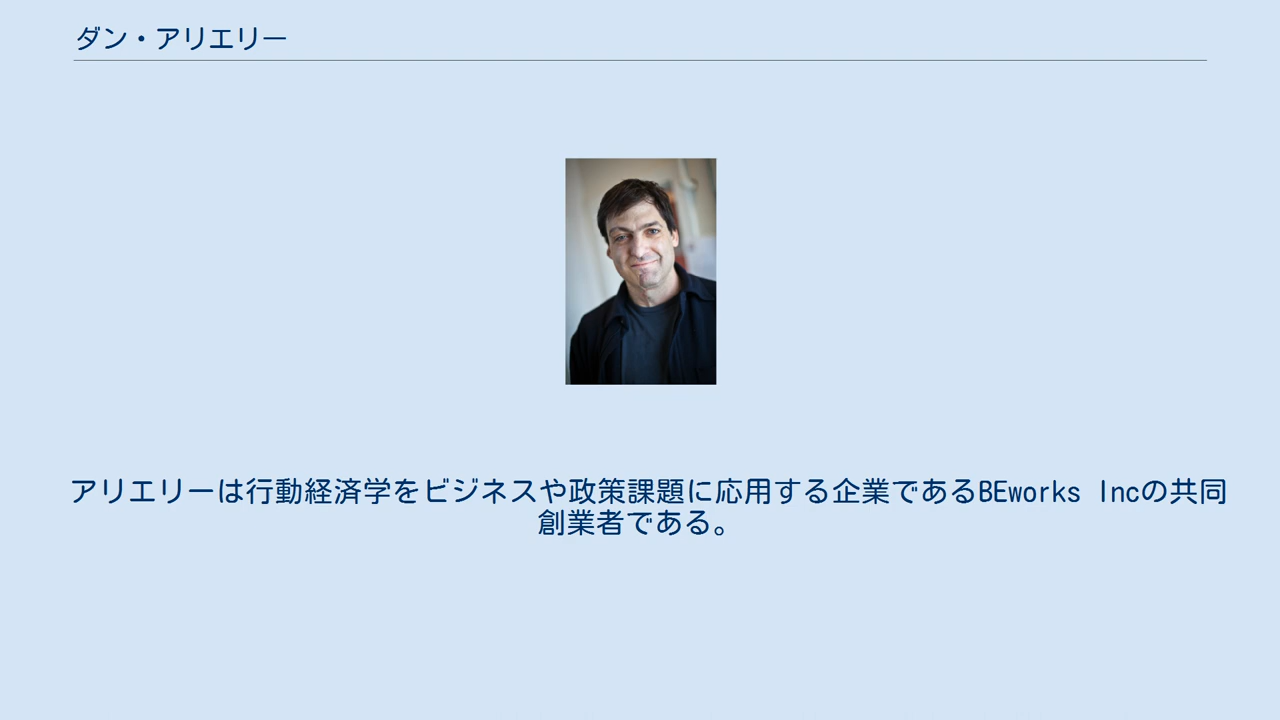 ダン・アリエリー
アリエリーは行動経済学をビジネスや政策課題に応用する企業であるBEworks Incの共同
創業者である。